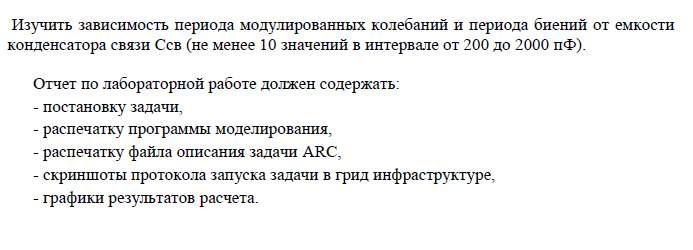 Изучить зависимость периода модулированных колебаний и периода биений от емкости
конденсатора связи Ссв (не менее 10 значений в интервале от 200 до 2000 пФ).
Отчет по лабораторной работе должен содержать:
- постановку задачи,
- распечатку программы моделирования,
- распечатку файла описания задачи ARC,
- скриншоты протокола запуска задачи в грид инфраструктуре,
- графики результатов расчета.